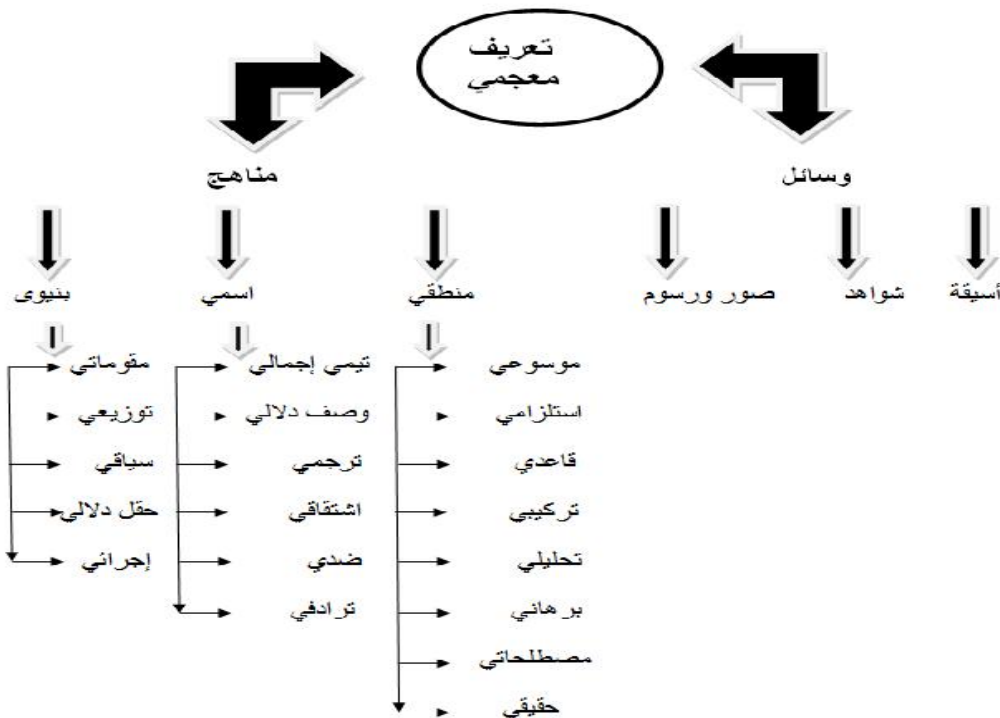 تعريف
معجمي
وسائل
مناهج
أسيقة
شواهد
صور ورسوم
منطقي
اسمي
بنيوى
موسوعي
استلزامي
قاعدي
تركيبي
تحليلي
برهاني
مصطلحاتي
حقيقي
تيمي إجمالي
وصف دلالي
ترجمي
اشتقاقي
ضدي
ترادفي
مقوماتي
توزيعي
سياقي
حقل دلالي
إجرائي